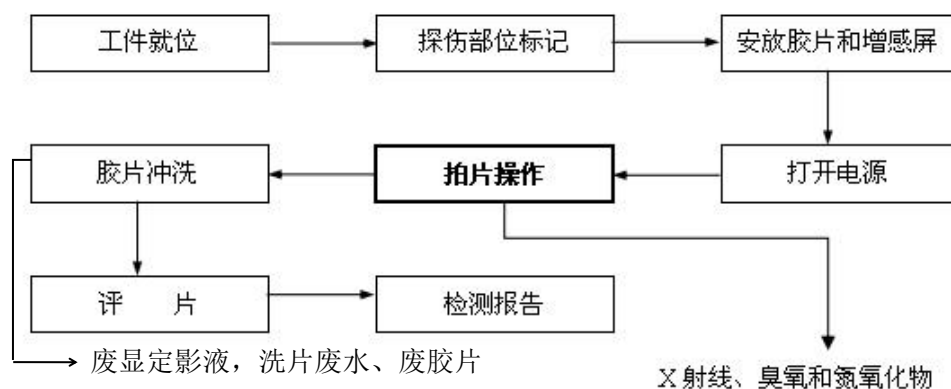 工件就位
探伤部位标记
安放胶片和增感屏
胶片冲洗
拍片操作
打开电源
评 片
检测报告
废显定影液，洗片废水、废胶片
X 射线、臭氧和氮氧化物